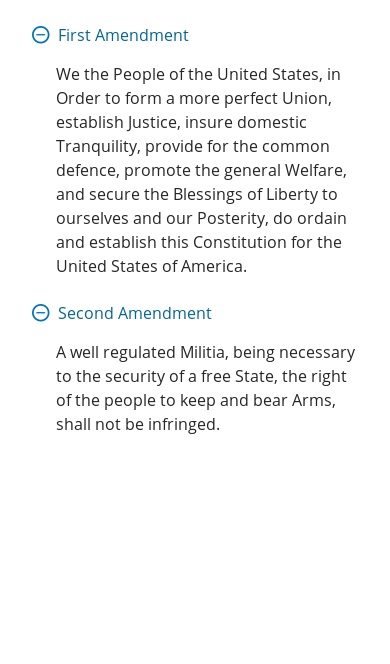 First Amendment
We the People of the United States, in
Order to form a more perfect Union,
establish Justice, insure domestic
Tranquility, provide for the common
defence, promote the general Welfare,
and secure the Blessings of Liberty to
ourselves and our Posterity, do ordain
and establish this Constitution for the
United States of America.
Second Amendment
A well regulated Militia, being necessary
to the security of a free State, the right
of the people to keep and bear Arms,
shall not be infringed.